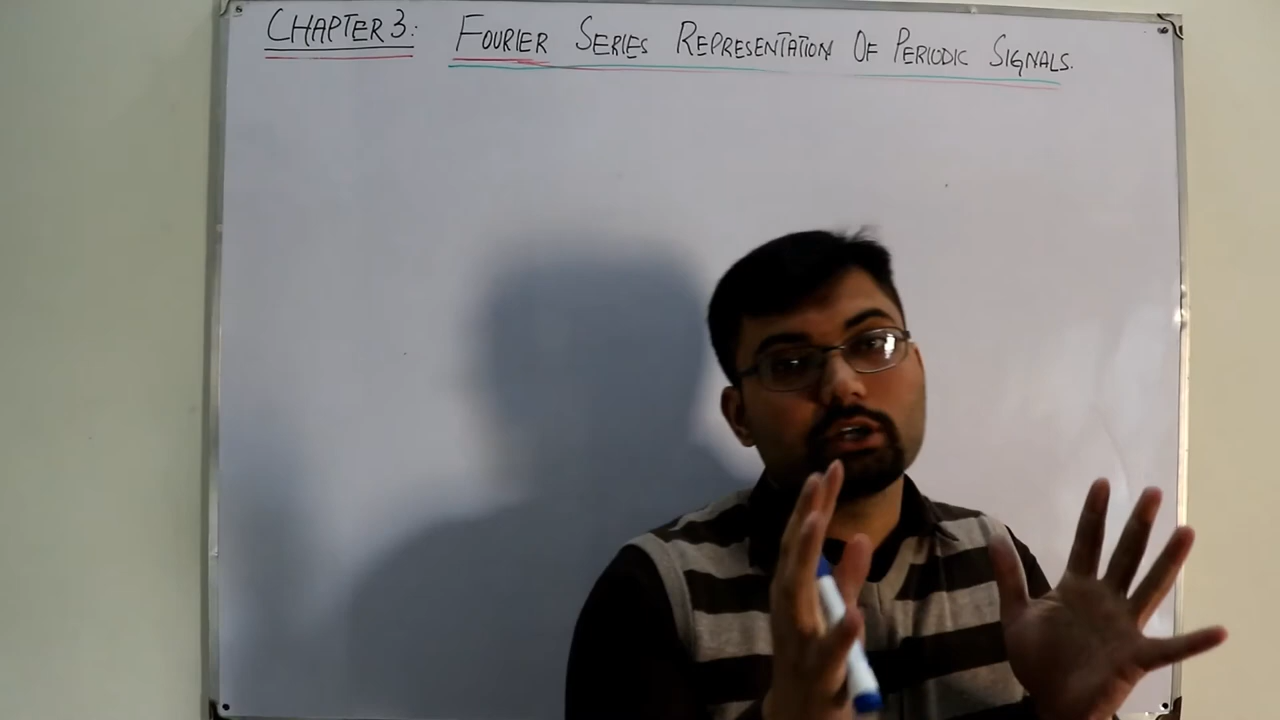 CHAPTER 3: FOURIER SERIES REPRESENTATION OF PERIODIC SIGNALS.